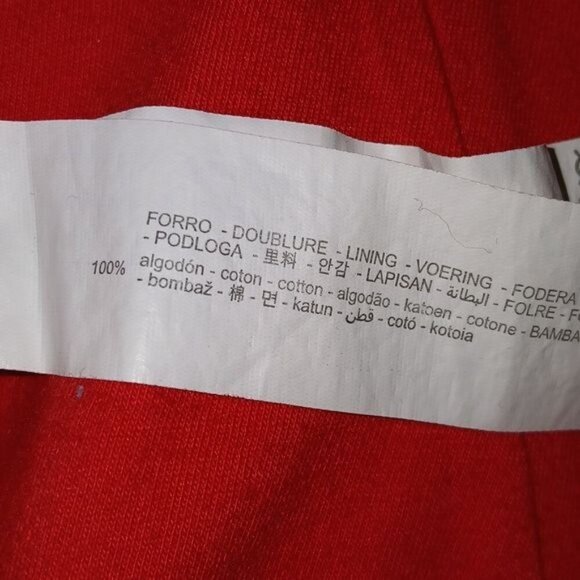 FORRO - DOUBLURE - LINING - VOERING - FODERA
- PODLOGA - 里料 - 안감 - LAPISAN - البطانة - FOLRE -
100% algodón - coton - cotton - algodão - katoen - cotone -
- bombaž - 棉 - 면 - katun - قطن - cotó - kotoia